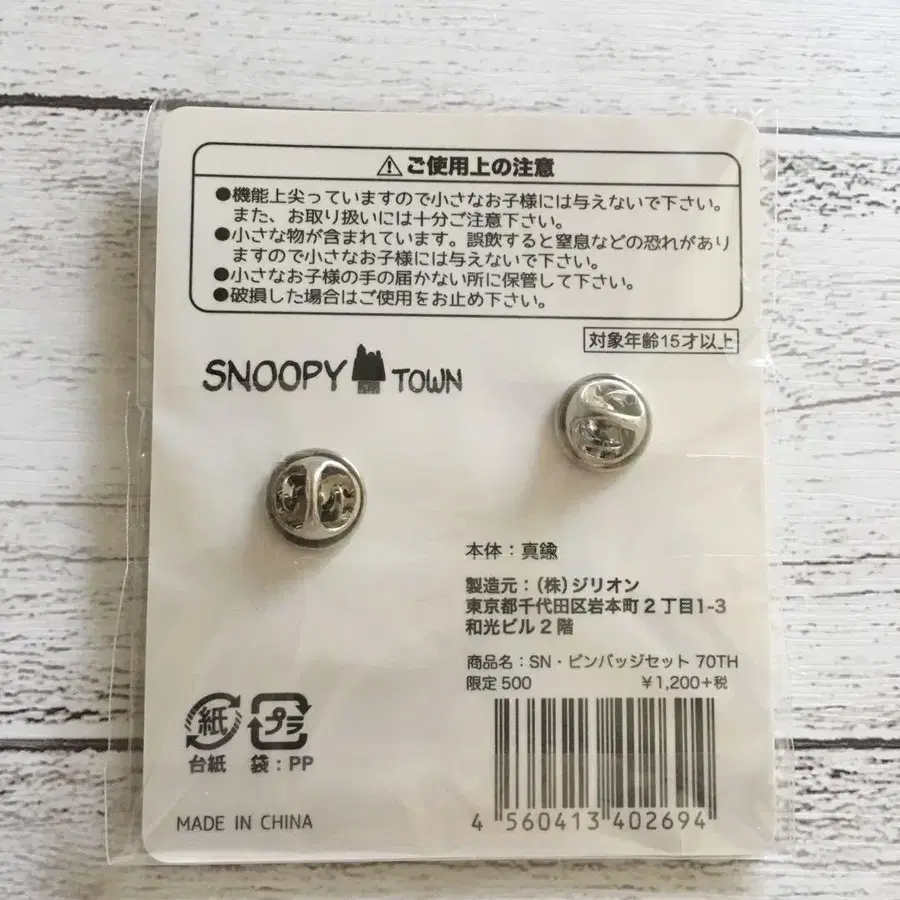 ⚠ご使用上の注意
●機能上尖っていますので小さなお子様には与えないで下さい。
また、お取り扱いには十分ご注意下さい。
●小さな物が含まれています。誤飲すると窒息などの恐れがあり
ますので小さなお子様には与えないで下さい。
●小さなお子様の手の届かない所に保管して下さい。
●破損した場合はご使用をお止め下さい。
対象年齢15才以上
SNOOPY TOWN
本体：真鍮
製造元：(株)ジリオン
東京都千代田区岩本町2丁目1-3
和光ビル2階
商品名：SN・ピンバッジセット 70TH
限定500 ￥1,200+税
紙 プラ
台紙 袋：PP
MADE IN CHINA
4 560413 402694